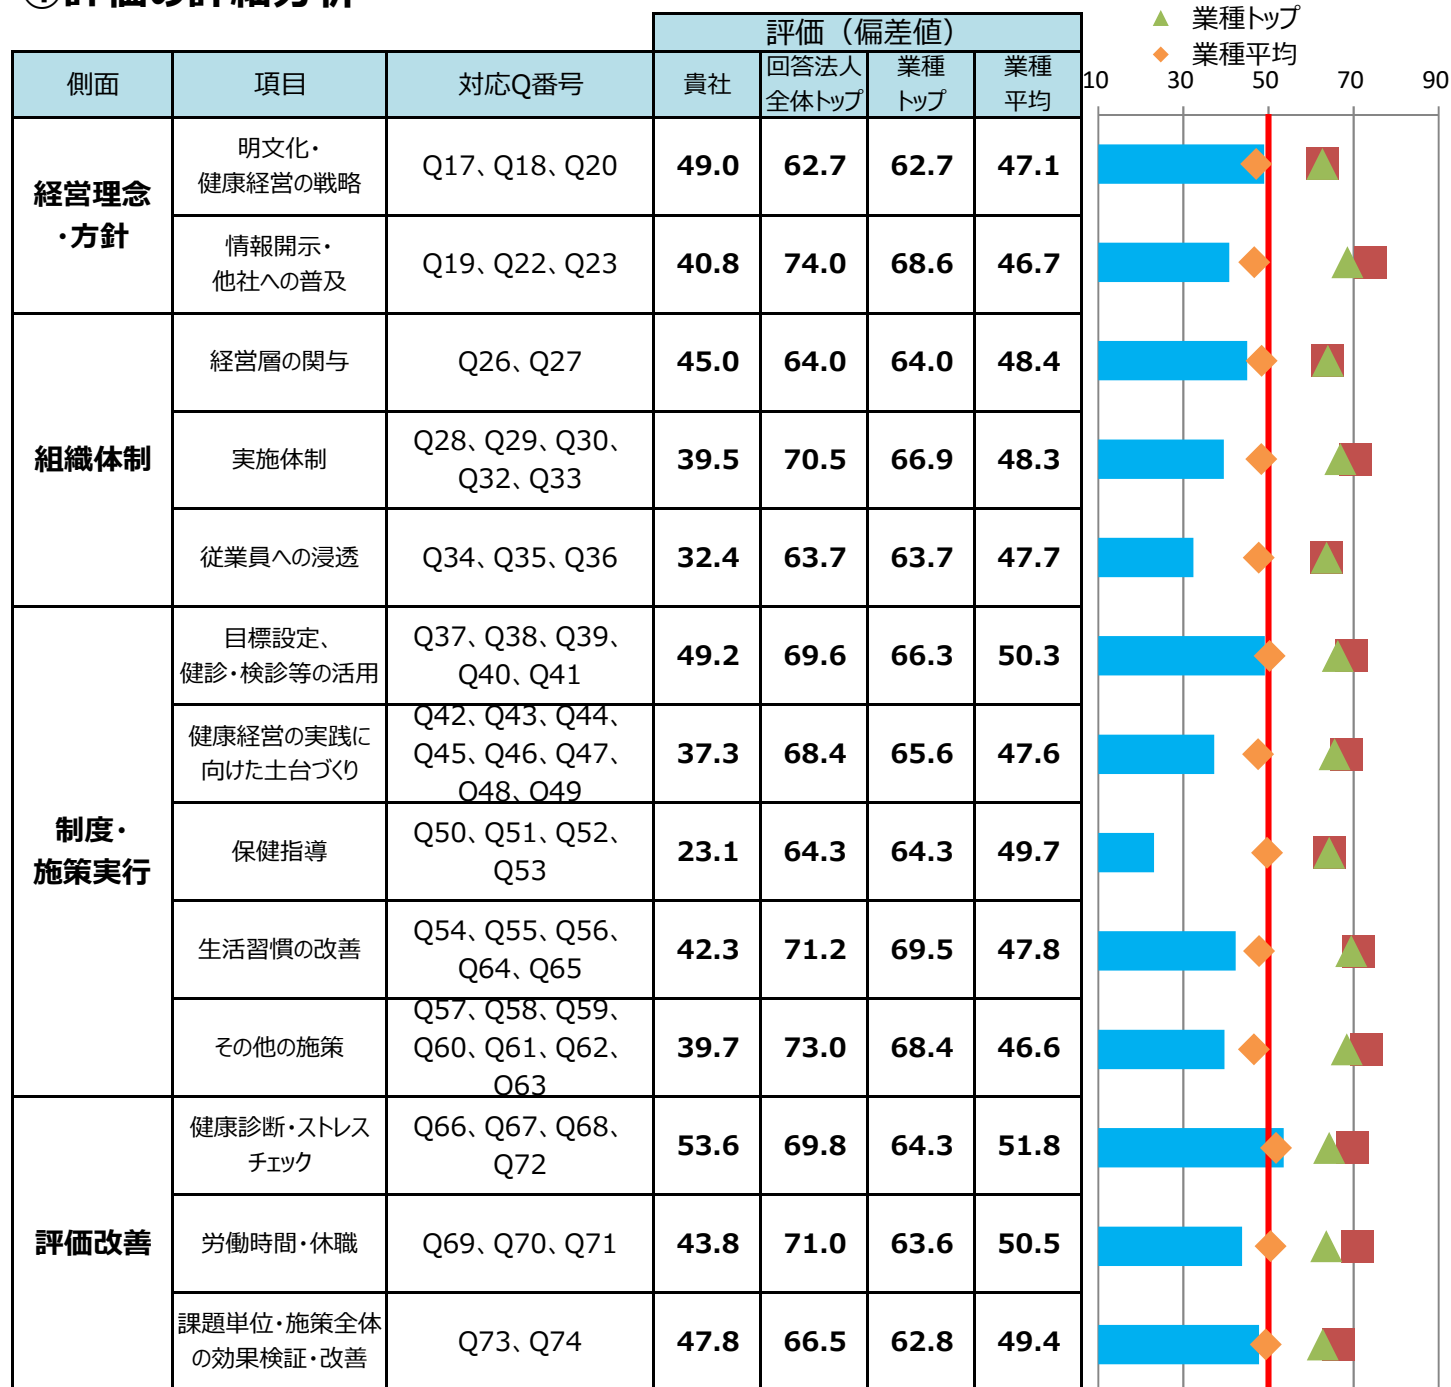 ①評価の詳細分析
▲ 業種トップ
◆ 業種平均
評価（偏差値）
側面 項目 対応Q番号 貴社 回答法人 業種 業種
全体トップ トップ 平均
10 30 50 70 90
経営理念
・方針
明文化・
健康経営の戦略
Q17、Q18、Q20 49.0 62.7 62.7 47.1
情報開示・
他社への普及
Q19、Q22、Q23 40.8 74.0 68.6 46.7
組織体制
経営層の関与 Q26、Q27 45.0 64.0 64.0 48.4
実施体制
Q28、Q29、Q30、
Q32、Q33
39.5 70.5 66.9 48.3
従業員への浸透 Q34、Q35、Q36 32.4 63.7 63.7 47.7
制度・
施策実行
目標設定、
健診・検診等の活用
Q37、Q38、Q39、
Q40、Q41
49.2 69.6 66.3 50.3
健康経営の実践に
向けた土台づくり
Q42、Q43、Q44、
Q45、Q46、Q47、
Q48、Q49
37.3 68.4 65.6 47.6
保健指導
Q50、Q51、Q52、
Q53
23.1 64.3 64.3 49.7
生活習慣の改善
Q54、Q55、Q56、
Q64、Q65
42.3 71.2 69.5 47.8
その他の施策
Q57、Q58、Q59、
Q60、Q61、Q62、
Q63
39.7 73.0 68.4 46.6
評価改善
健康診断・ストレス
チェック
Q66、Q67、Q68、
Q72
53.6 69.8 64.3 51.8
労働時間・休職 Q69、Q70、Q71 43.8 71.0 63.6 50.5
課題単位・施策全体
の効果検証・改善
Q73、Q74 47.8 66.5 62.8 49.4